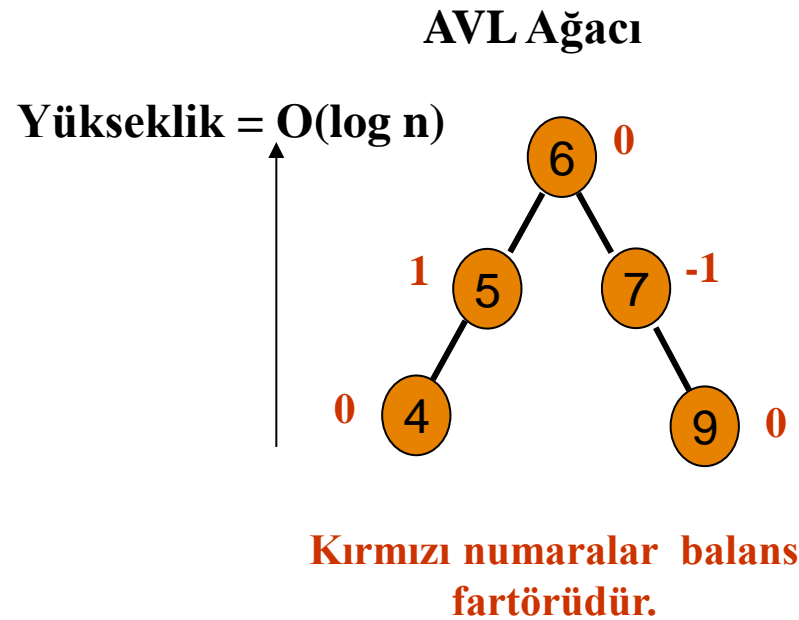 AVL Ağacı
Yükseklik = O(log n)
6 0
1 5 7 -1
0 4 9 0
Kırmızı numaralar balans
fartörüdür.